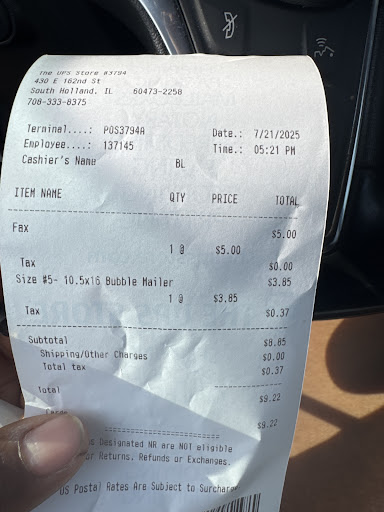 The UPS Store #3794
430 E 162nd St
South Holland, IL 60473-2258
708-333-8375
Terminal....: POS3794A Date.: 7/21/2025
Employee....: 137145 Time.: 05:21 PM
Cashier's Name BL
ITEM NAME QTY PRICE TOTAL
Fax $5.00
1 @ $5.00
Tax $0.00
Size #5- 10.5x16 Bubble Mailer $3.85
1 @ $3.85
Tax $0.37
Subtotal $8.85
Shipping/Other Charges $0.00
Total tax $0.37
Total $9.22
$9.22
Designated NR are NOT eligible
Returns, Refunds or Exchanges.
US Postal Rates Are Subject to Surcharge